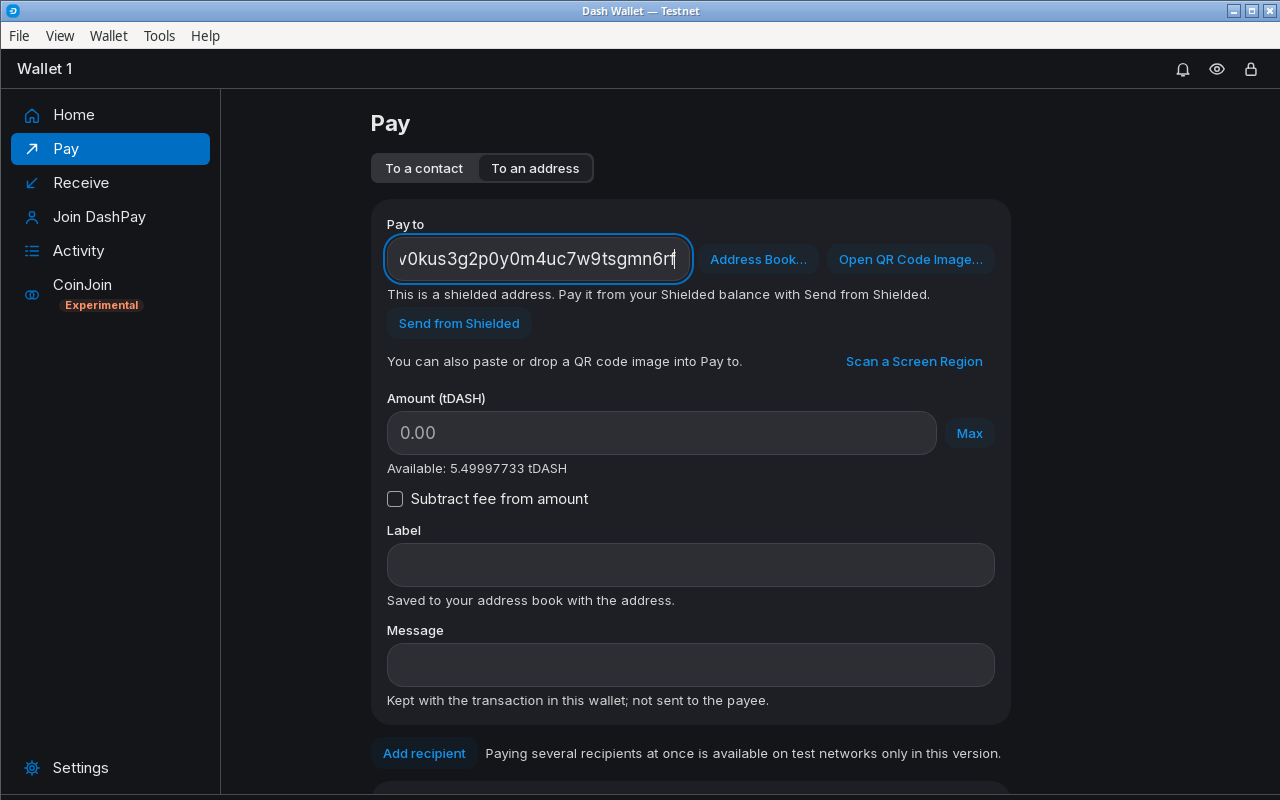 Dash Wallet — Testnet
File View Wallet Tools Help
Wallet 1
Home
Pay
Receive
Join DashPay
Activity
CoinJoin
Experimental
Settings
Pay
To a contact To an address
Pay to
v0kus3g2p0y0m4uc7w9tsgmn6rf Address Book... Open QR Code Image...
This is a shielded address. Pay it from your Shielded balance with Send from Shielded.
Send from Shielded
You can also paste or drop a QR code image into Pay to. Scan a Screen Region
Amount (tDASH)
0.00 Max
Available: 5.49997733 tDASH
Subtract fee from amount
Label
Saved to your address book with the address.
Message
Kept with the transaction in this wallet; not sent to the payee.
Add recipient Paying several recipients at once is available on test networks only in this version.